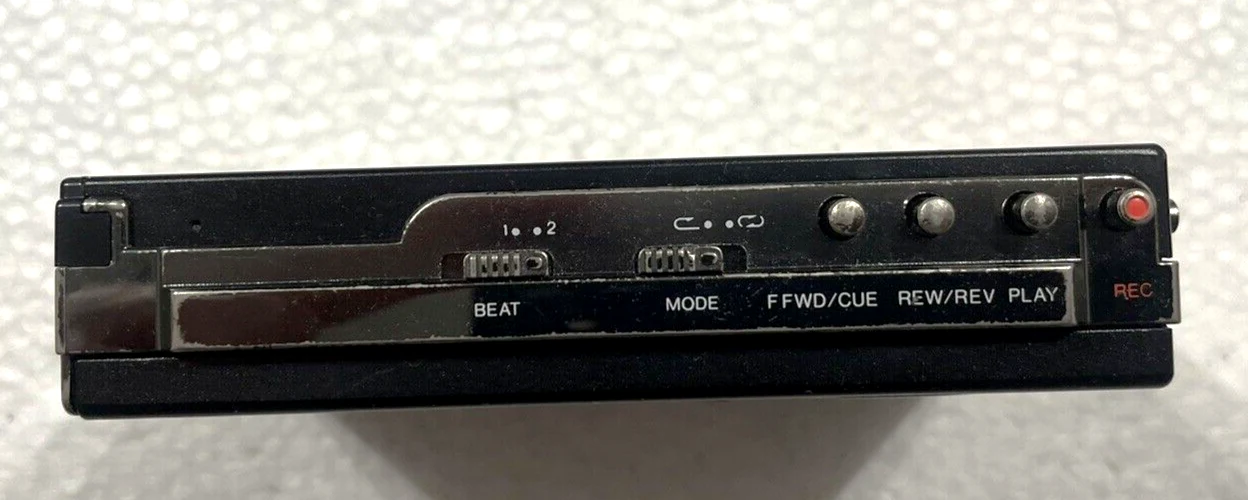 1 2
BEAT MODE FFWD/CUE REW/REV PLAY REC